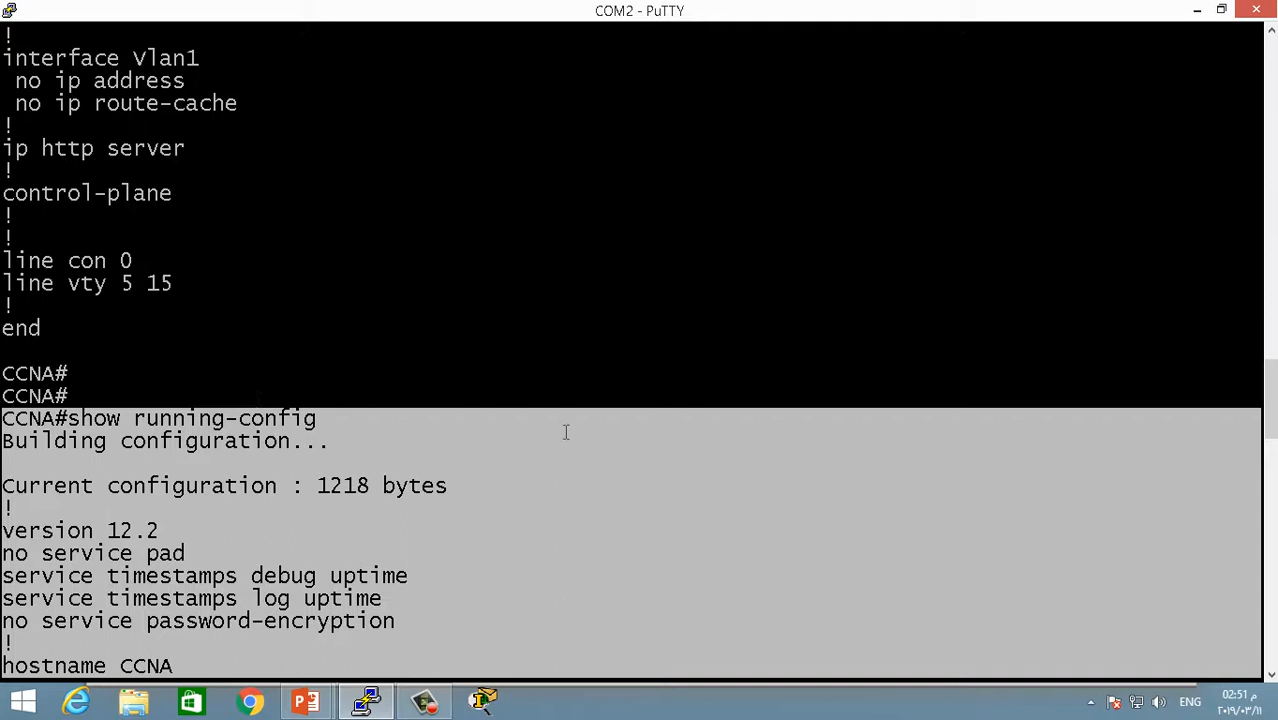 COM2 - PuTTY
!
interface Vlan1
 no ip address
 no ip route-cache
!
ip http server
!
control-plane
!
!
line con 0
line vty 5 15
!
end
CCNA#
CCNA#
CCNA#show running-config
Building configuration...
Current configuration : 1218 bytes
!
version 12.2
no service pad
service timestamps debug uptime
service timestamps log uptime
no service password-encryption
!
hostname CCNA
ENG
02:51 م
٢٠١٩/٠٣/١١